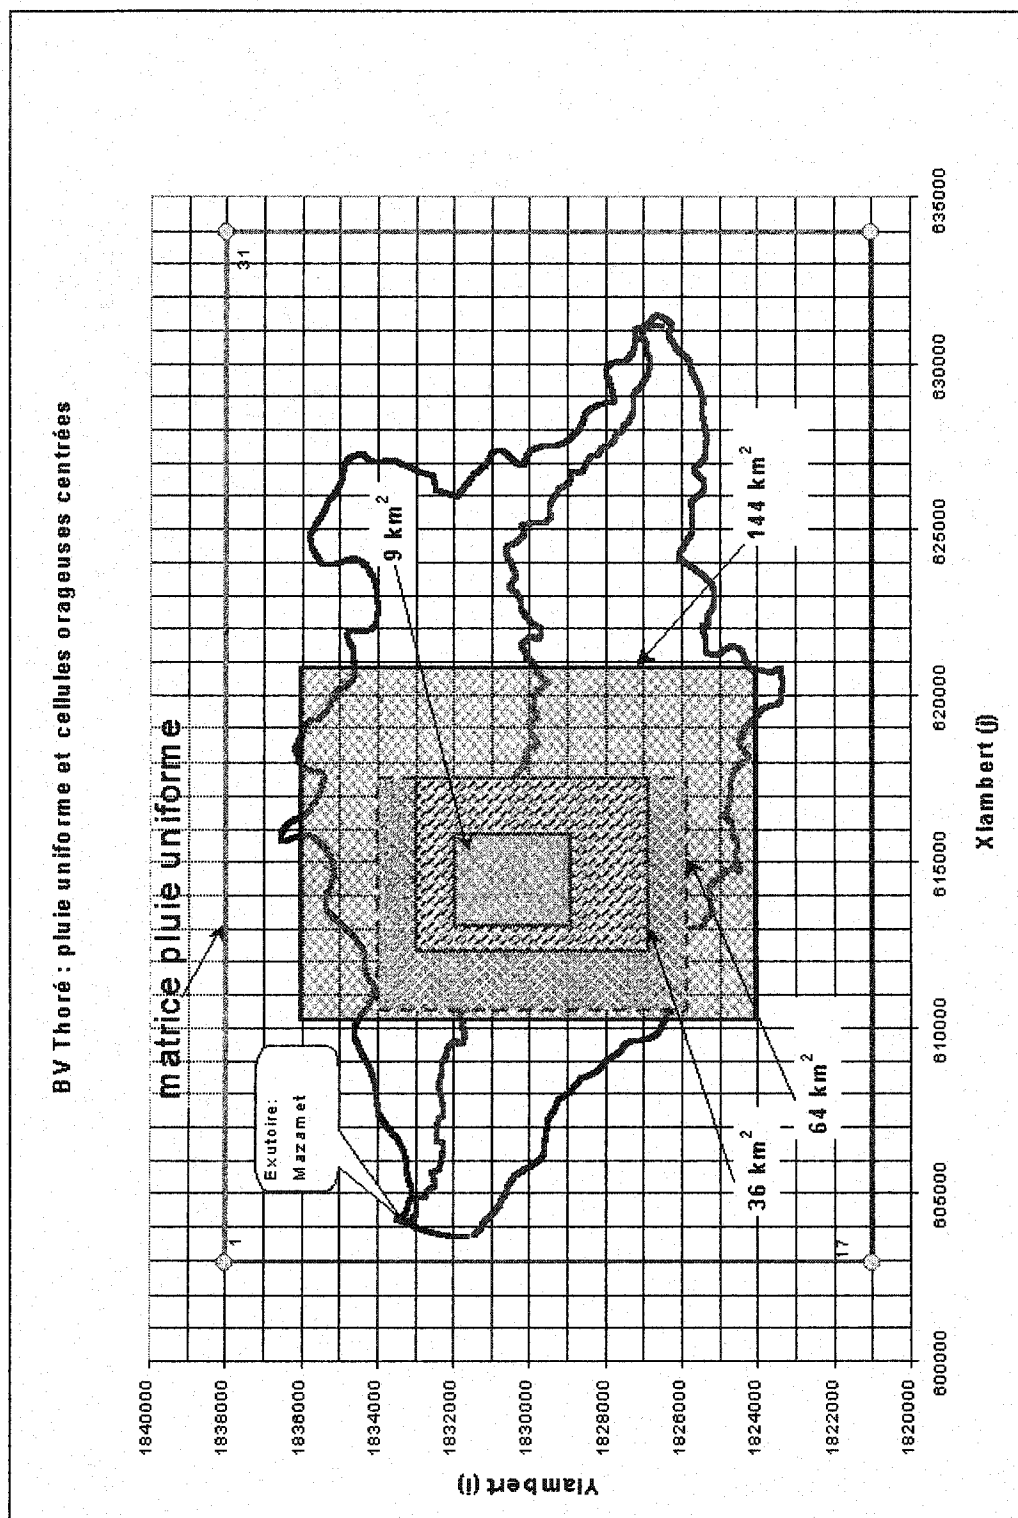 BV Thoré : pluie uniforme et cellules orageuses centrées
matrice pluie uniforme
Exutoire:
Mazamet
1
31
17
9 km²
144 km²
36 km²
64 km²
Ylambert (i)
1840000
1838000
1836000
1834000
1832000
1830000
1828000
1826000
1824000
1822000
1820000
600000
605000
610000
615000
620000
625000
630000
635000
Xlambert (j)